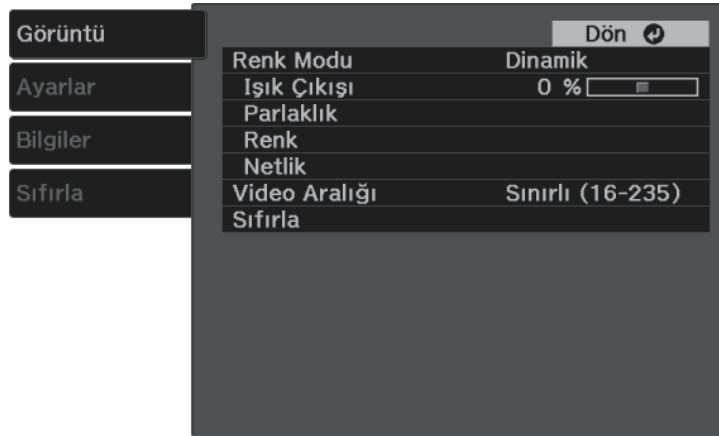 Görüntü
Ayarlar
Bilgiler
Sıfırla
Dön
Renk Modu Dinamik
Işık Çıkışı 0 %
Parlaklık
Renk
Netlik
Video Aralığı Sınırlı (16-235)
Sıfırla